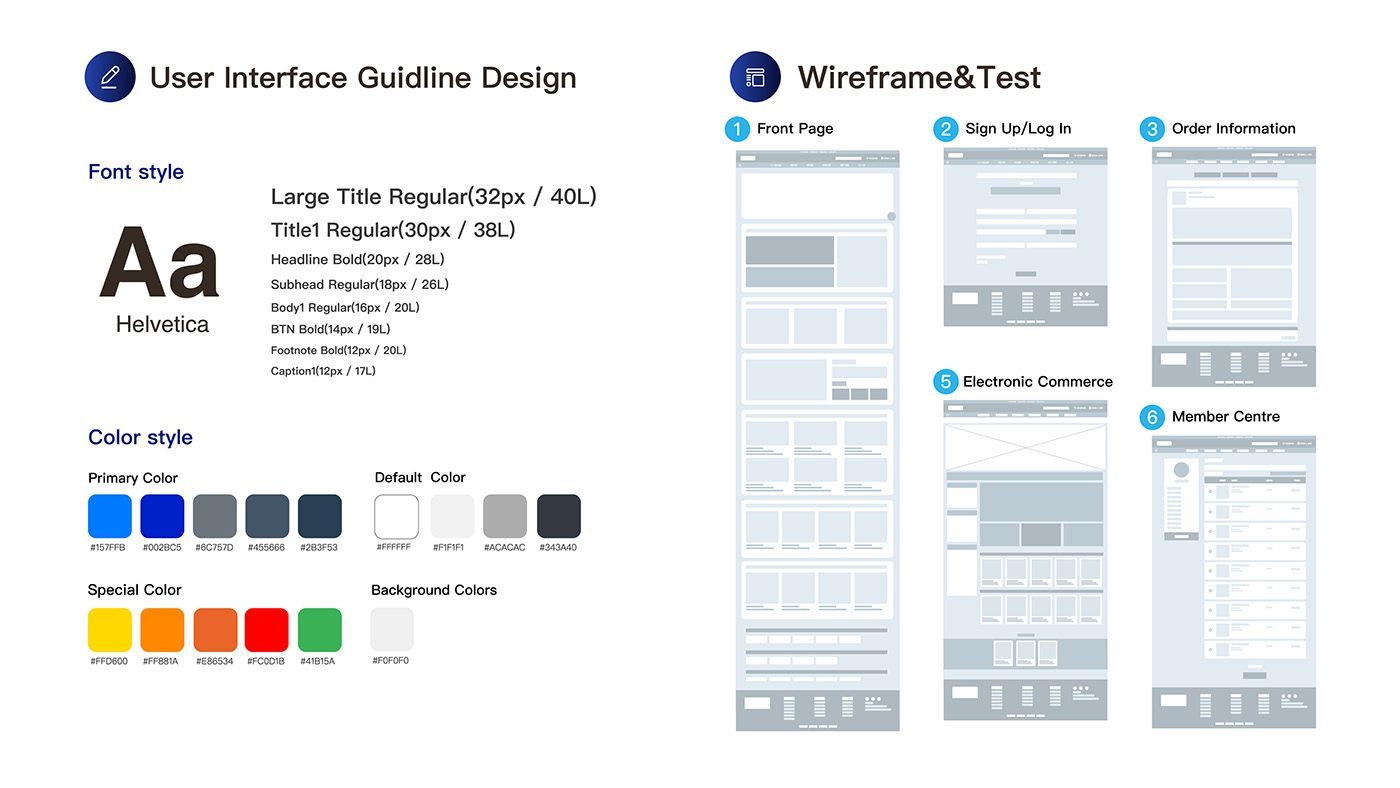 User Interface Guidline Design
Font style
Aa
Helvetica
Large Title Regular(32px / 40L)
Title1 Regular(30px / 38L)
Headline Bold(20px / 28L)
Subhead Regular(18px / 26L)
Body1 Regular(16px / 20L)
BTN Bold(14px / 19L)
Footnote Bold(12px / 20L)
Caption1(12px / 17L)
Color style
Primary Color
#157FFB #002BC5 #6C757D #455666 #2B3F53
Default Color
#FFFFFF #F1F1F1 #ACACAC #343A40
Special Color
#FFD600 #FF881A #E86534 #FC0D1B #41B15A
Background Colors
#F0F0F0
Wireframe&Test
1 Front Page
2 Sign Up/Log In
3 Order Information
5 Electronic Commerce
6 Member Centre